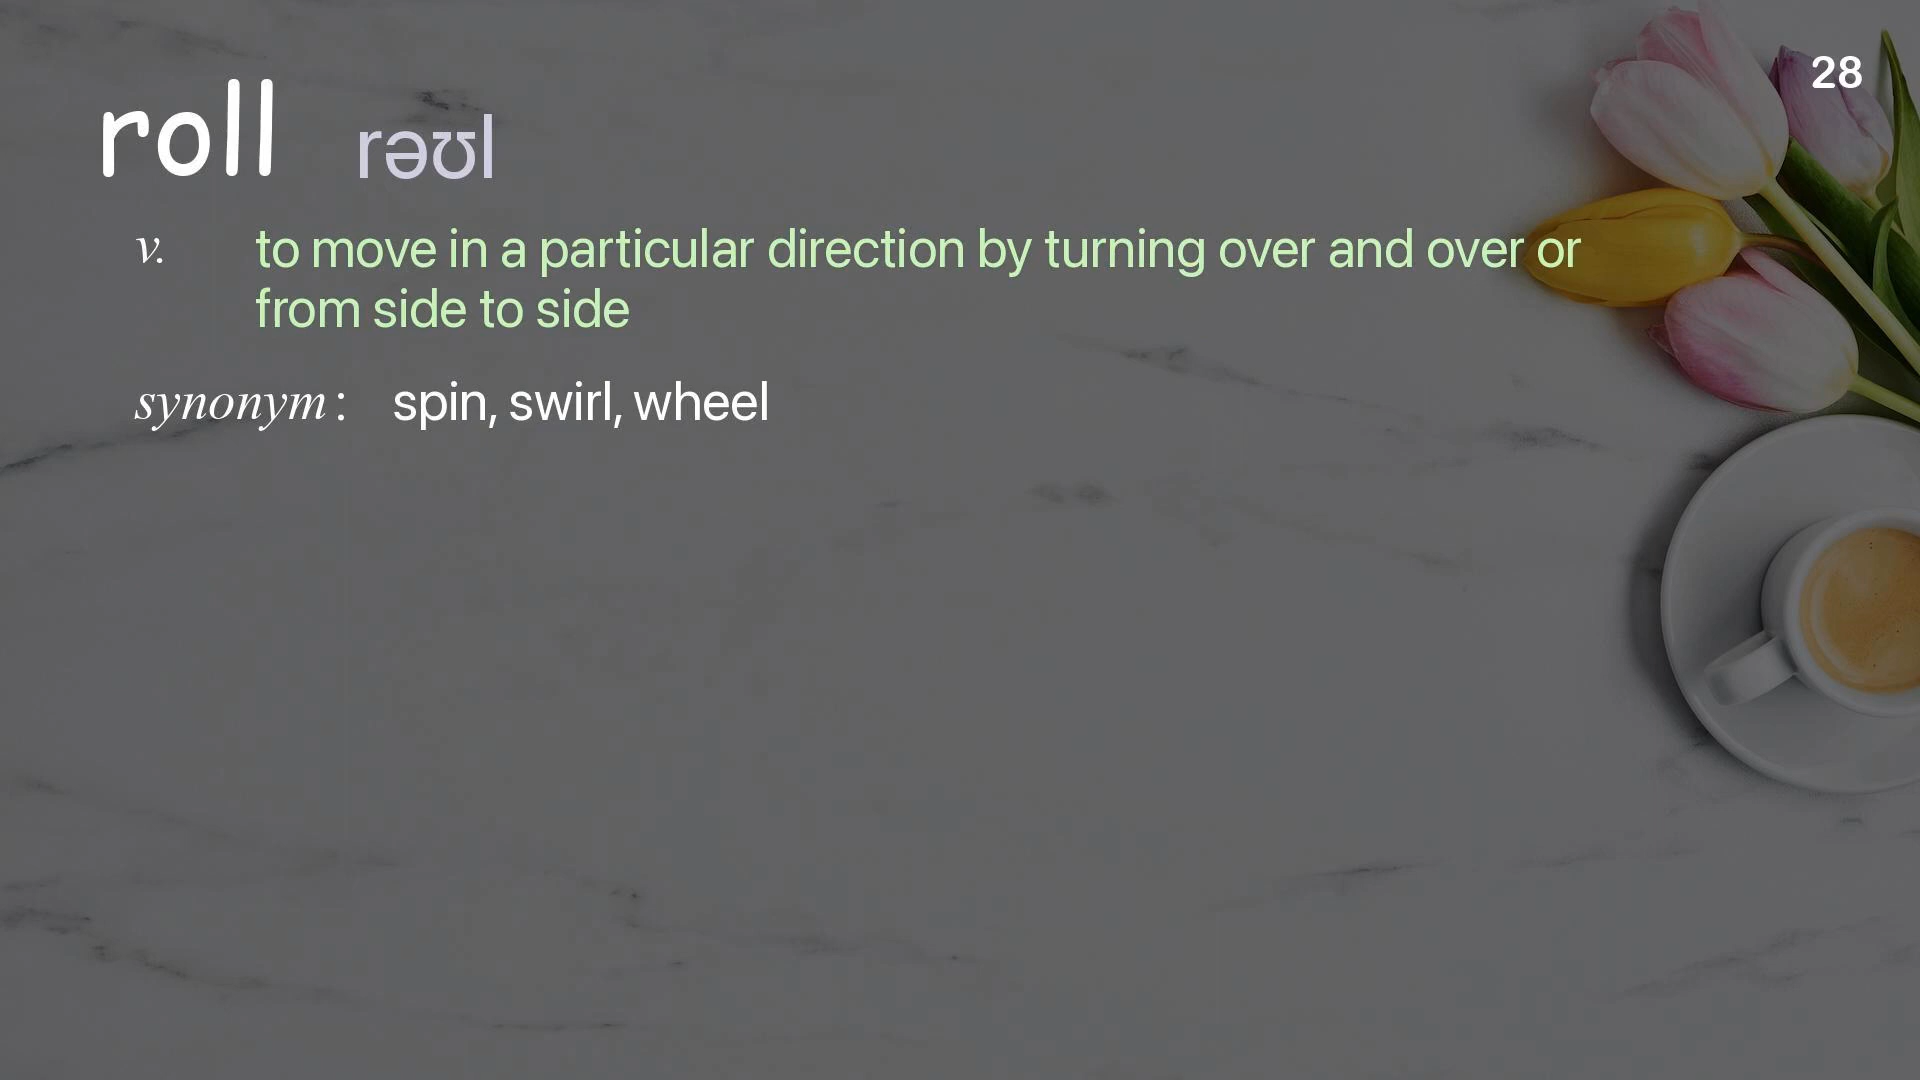 28
roll rəʊl
v. to move in a particular direction by turning over and over or
from side to side
synonym : spin, swirl, wheel